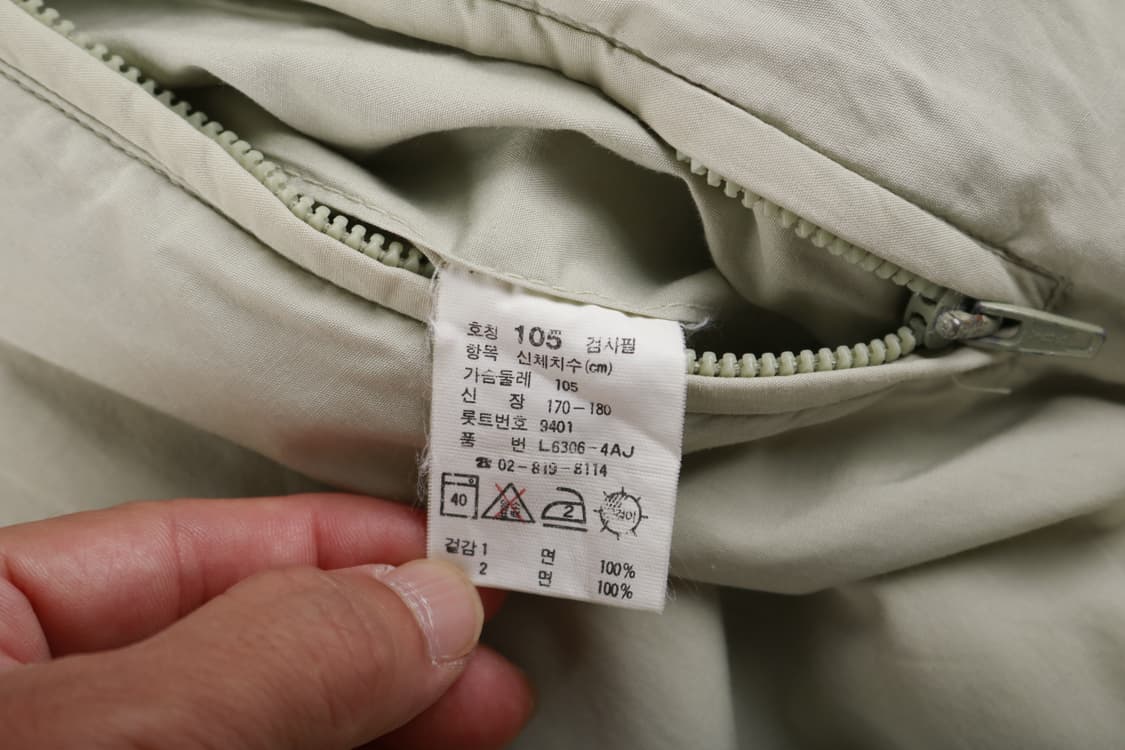 호칭 105 검사필
항목 신체치수(cm)
가슴둘레 105
신 장 170-180
롯트번호 9401
품 번 L6306-4AJ
☎ 02-819-8114
40 2
겉감1 면 100%
2 면 100%